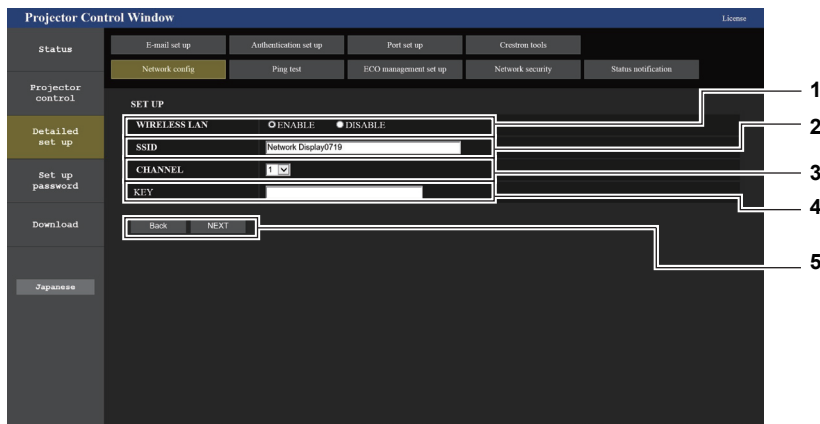 Projector Control Window
License
Status
Projector
control
Detailed
set up
Set up
password
Download
Japanese
E-mail set up
Authentication set up
Port set up
Crestron tools
Network config
Ping test
ECO management set up
Network security
Status notification
SET UP
WIRELESS LAN ENABLE DISABLE
SSID Network Display0719
CHANNEL 1
KEY
Back NEXT
1
2
3
4
5